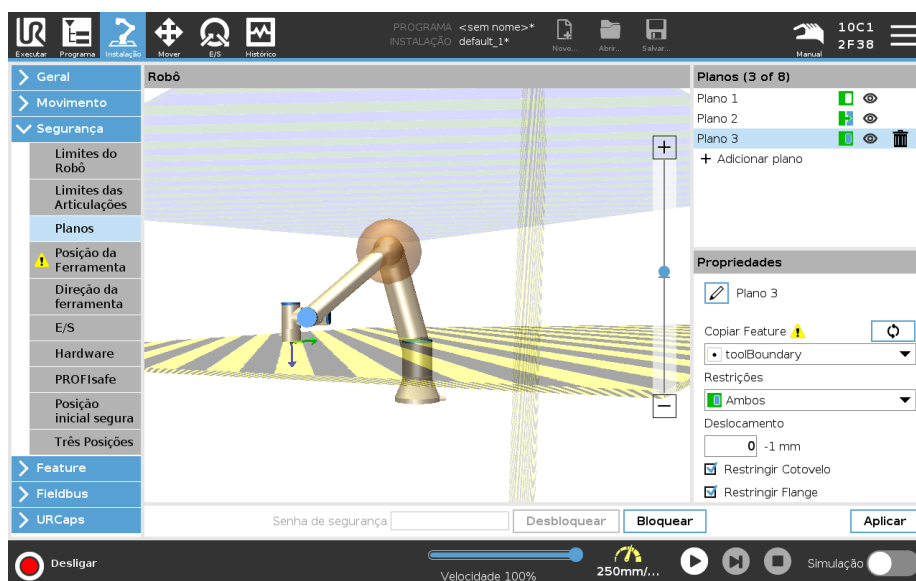 PROGRAMA <sem nome>*
INSTALAÇÃO default_1*
Executar
Programa
Instalação
Mover
E/S
Histórico
Novo...
Abrir...
Salvar...
Manual
10C1
2F38
Geral
Movimento
Segurança
Limites do
Robô
Limites das
Articulações
Planos
Posição da
Ferramenta
Direção da
ferramenta
E/S
Hardware
PROFIsafe
Posição
inicial segura
Três Posições
Feature
Fieldbus
URCaps
Robô
Planos (3 of 8)
Plano 1
Plano 2
Plano 3
+ Adicionar plano
Propriedades
Plano 3
Copiar Feature
toolBoundary
Restrições
Ambos
Deslocamento
0 -1 mm
Restringir Cotovelo
Restringir Flange
Senha de segurança
Desbloquear
Bloquear
Aplicar
Desligar
Velocidade 100%
250mm/...
Simulação